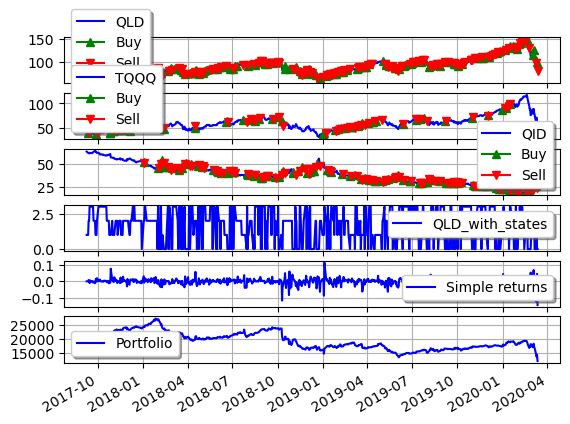 QLD
Buy
Sell
150
100
TQQQ
Buy
Sell
100
50
QID
Buy
Sell
50
25
2.5
0.0
QLD_with_states
0.1
0.0
−0.1
Simple returns
25000
20000
15000
Portfolio
2017-10
2018-01
2018-04
2018-07
2018-10
2019-01
2019-04
2019-07
2019-10
2020-01
2020-04